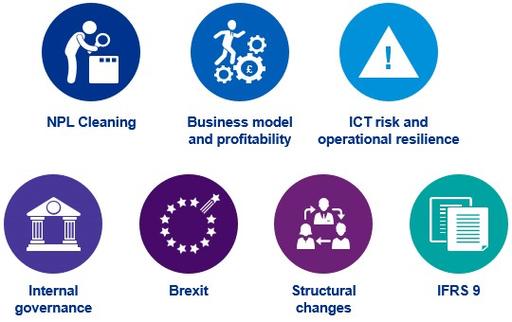 £
!
NPL Cleaning
Business model
and profitability
ICT risk and
operational resilience
Internal
governance
Brexit
Structural
changes
IFRS 9